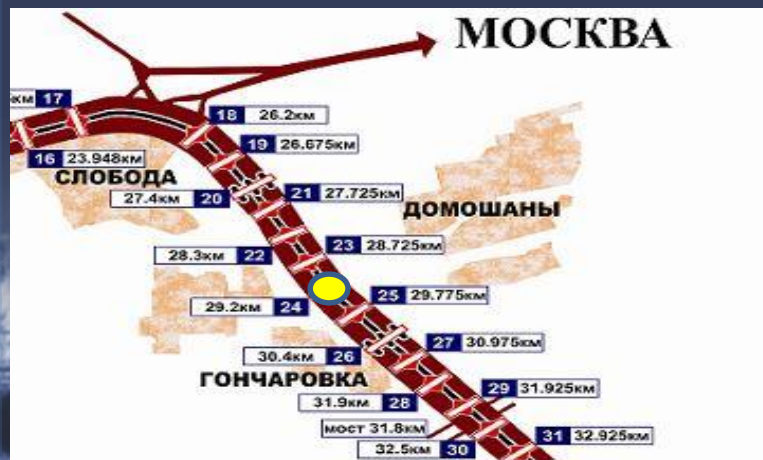 МОСКВА
км 17
18 26.2км
19 26.675км
16 23.948км
СЛОБОДА
27.4км 20
21 27.725км
ДОМОШАНЫ
23 28.725км
28.3км 22
25 29.775км
29.2км 24
27 30.975км
30.4км 26
ГОНЧАРОВКА
29 31.925км
31.9км 28
мост 31.8км
31 32.925км
32.5км 30